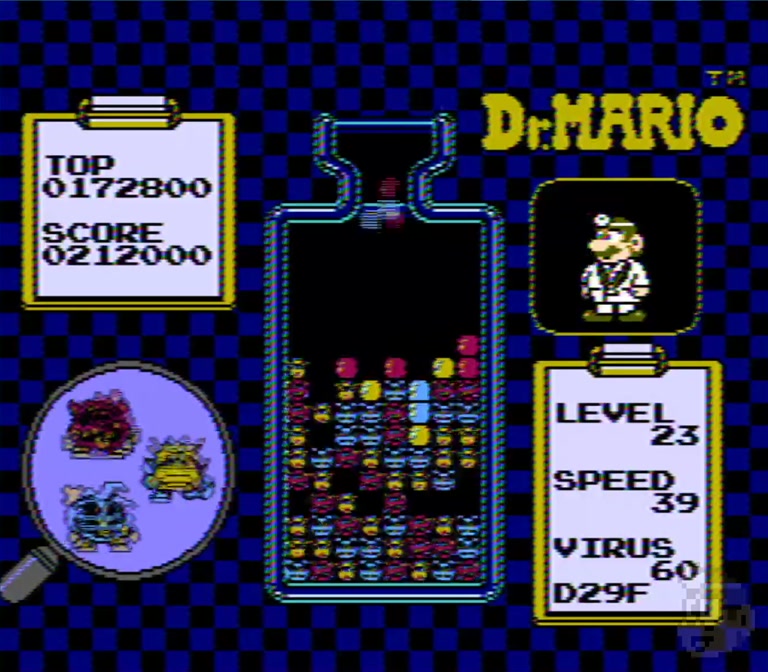 TM
Dr. MARIO
TOP
0172800
SCORE
0212000
LEVEL
23
SPEED
39
VIRUS
60
D29F